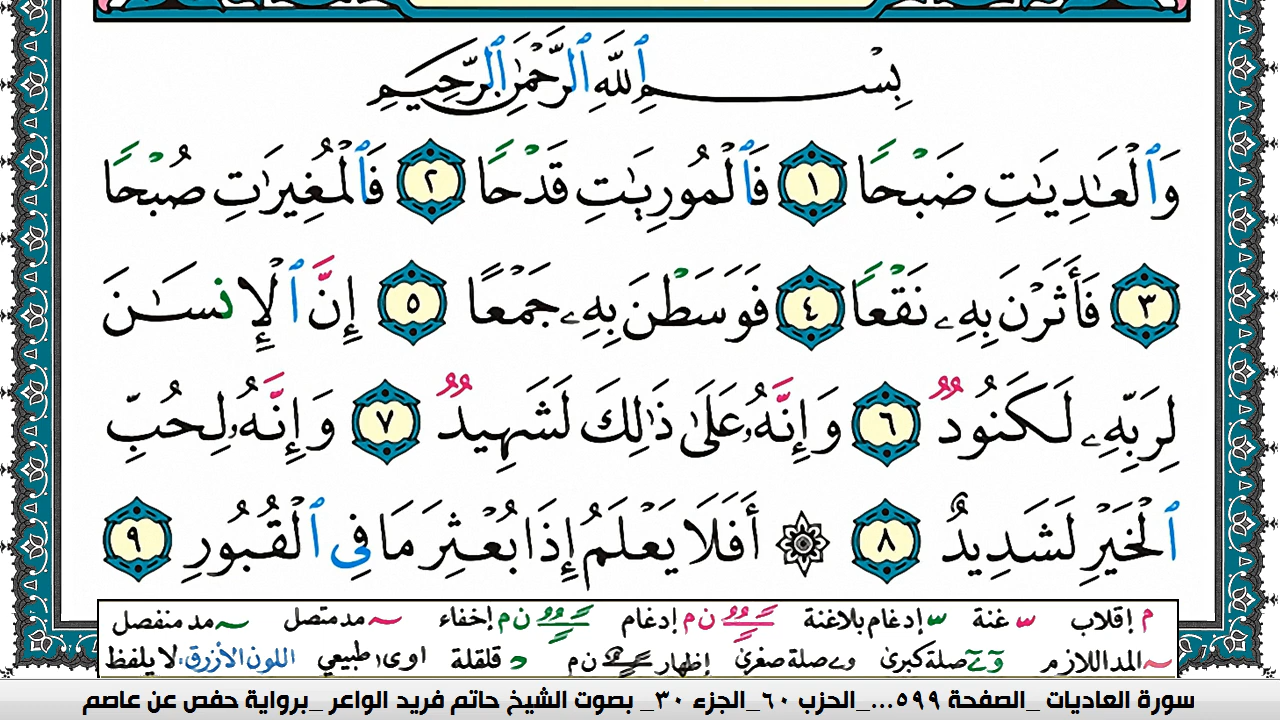 بِسْمِ ٱللَّهِ ٱلرَّحْمَٰنِ ٱلرَّحِيمِ
وَٱلْعَٰدِيَٰتِ ضَبْحًا ١ فَٱلْمُورِيَٰتِ قَدْحًا ٢ فَٱلْمُغِيرَٰتِ صُبْحًا
٣ فَأَثَرْنَ بِهِۦ نَقْعًا ٤ فَوَسَطْنَ بِهِۦ جَمْعًا ٥ إِنَّ ٱلْإِنسَٰنَ
لِرَبِّهِۦ لَكَنُودٌ ٦ وَإِنَّهُۥ عَلَىٰ ذَٰلِكَ لَشَهِيدٌ ٧ وَإِنَّهُۥ لِحُبِّ
ٱلْخَيْرِ لَشَدِيدٌ ٨ ۞ أَفَلَا يَعْلَمُ إِذَا بُعْثِرَ مَا فِى ٱلْقُبُورِ ٩
م إقلاب غنة إدغام بلاغنة ن م إدغام ن م إخفاء مد متصل مد منفصل
المد اللازم صلة كبرى و ے صلة صغرى إظهار ن م قلقلة اوى طبيعي اللون الأزرق: لا يلفظ
سورة العاديات _الصفحة ٥٩٩..._الحزب ٦٠_الجزء ٣٠_ بصوت الشيخ حاتم فريد الواعر _برواية حفص عن عاصم